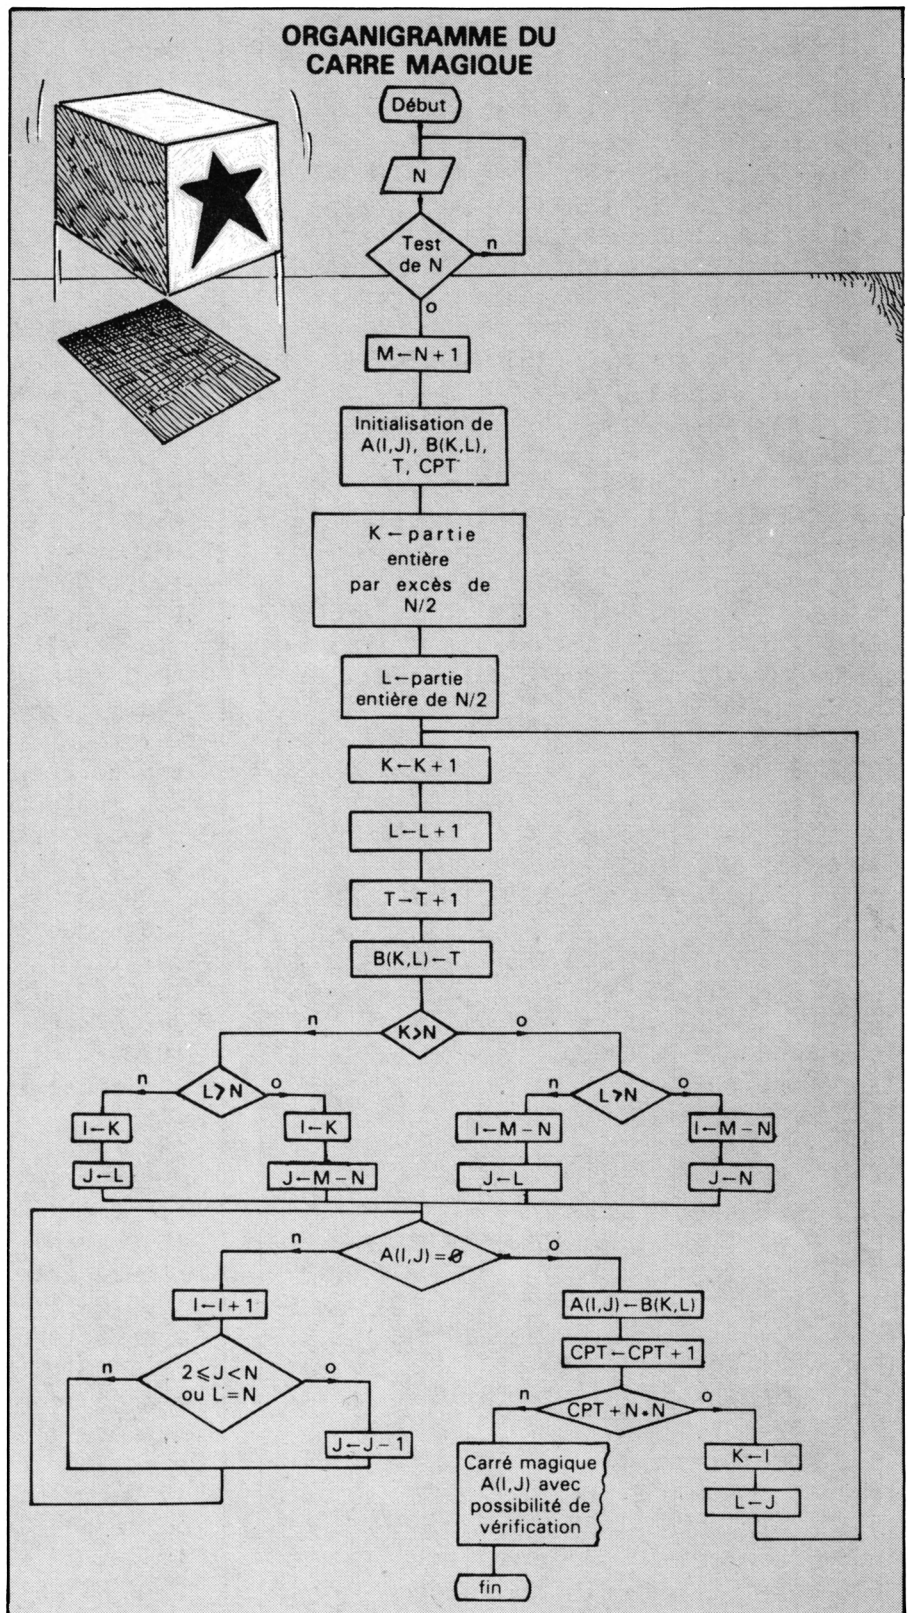 ORGANIGRAMME DU
CARRE MAGIQUE
Début
N
Test
de N
n
o
M←N+1
Initialisation de
A(I,J), B(K,L),
T, CPT
K←partie
entière
par excès de
N/2
L←partie
entière de N/2
K←K+1
L←L+1
T→T+1
B(K,L)←T
n
K>N
o
n
L>N
o
n
L>N
o
I←K
I←K
I←M-N
I←M-N
J←L
J←M-N
J←L
J←N
n
A(I,J)=0
o
I←I+1
A(I,J)←B(K,L)
CPT←CPT+1
n
2⩽J<N
ou L=N
o
n
CPT+N*N
o
J←J-1
Carré magique
A(I,J) avec
possibilité de
vérification
K←I
L←J
fin